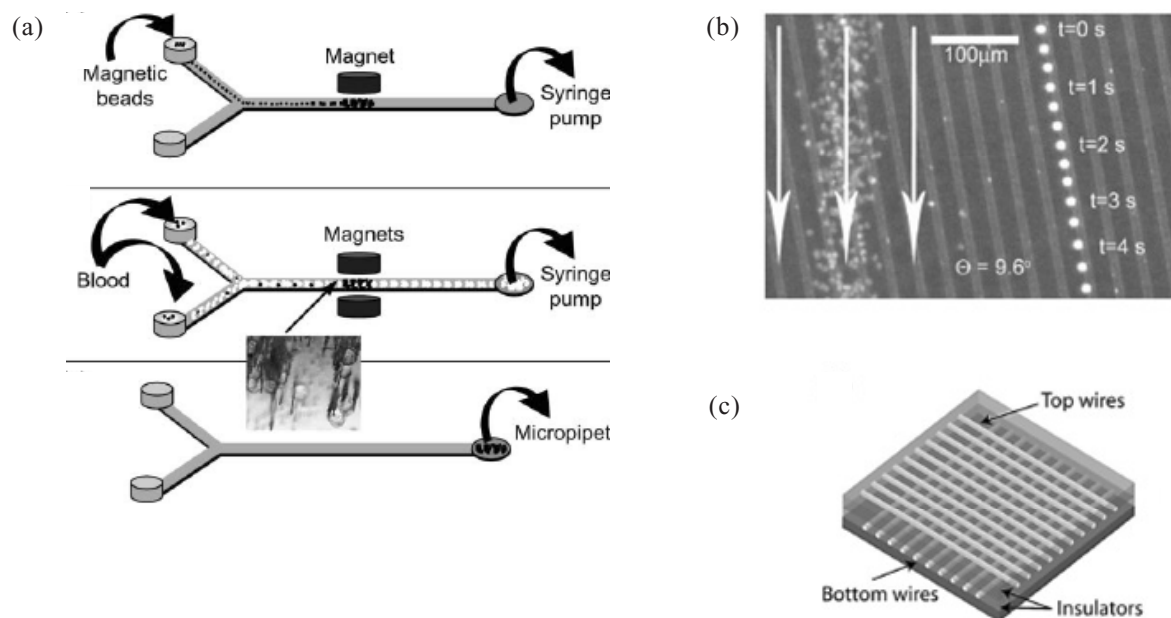 (a)
Magnetic
beads
Magnet
Syringe
pump
Blood
Magnets
Syringe
pump
Micropipet
(b)
100μm
t=0 s
t=1 s
t=2 s
t=3 s
t=4 s
Θ = 9.6°
(c)
Top wires
Bottom wires
Insulators